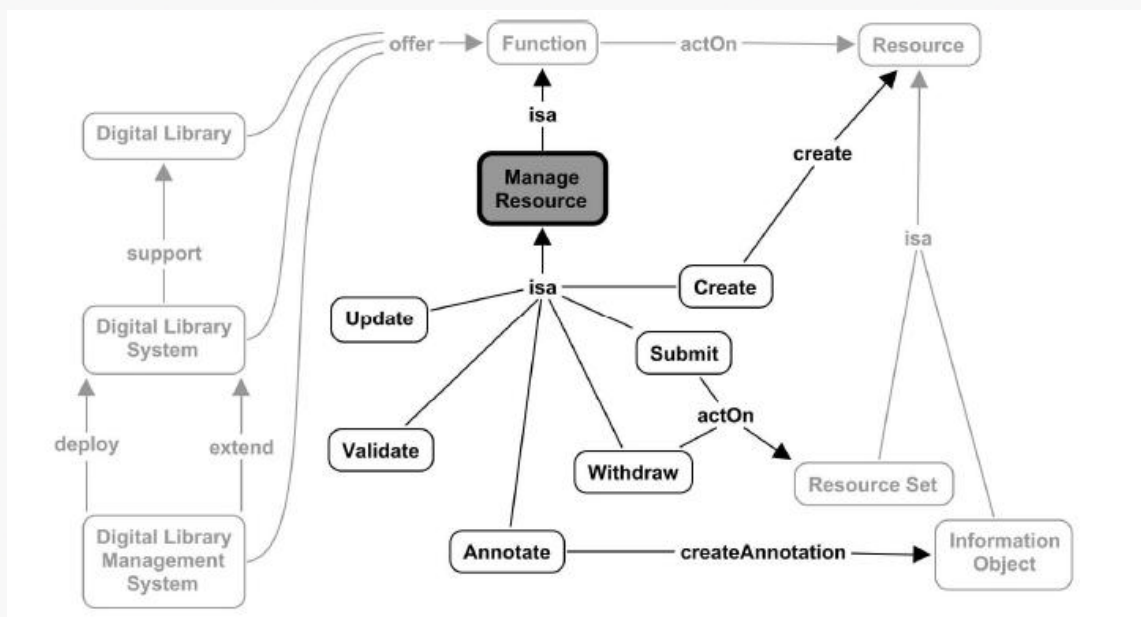 offer
Function
actOn
Resource
isa
Digital Library
create
Manage
Resource
support
isa
isa
Create
Update
Digital Library
System
Submit
actOn
deploy
extend
Validate
Withdraw
Resource Set
Digital Library
Management
System
Annotate
createAnnotation
Information
Object